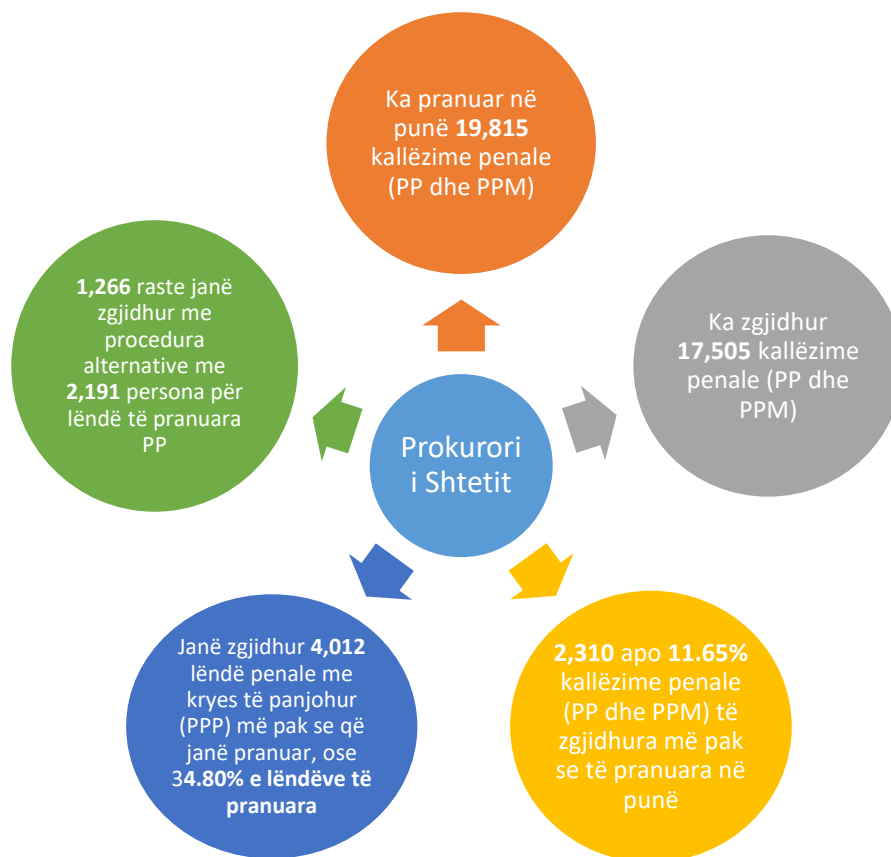 Ka pranuar në
punë 19,815
kallëzime penale
(PP dhe PPM)
1,266 raste janë
zgjidhur me
procedura
alternative me
2,191 persona për
lëndë të pranuara
PP
Ka zgjidhur
17,505 kallëzime
penale (PP dhe
PPM)
Prokurori
i Shtetit
Janë zgjidhur 4,012
lëndë penale me
kryes të panjohur
(PPP) më pak se që
janë pranuar, ose
34.80% e lëndëve të
pranuara
2,310 apo 11.65%
kallëzime penale
(PP dhe PPM) të
zgjidhura më pak
se të pranuara në
punë